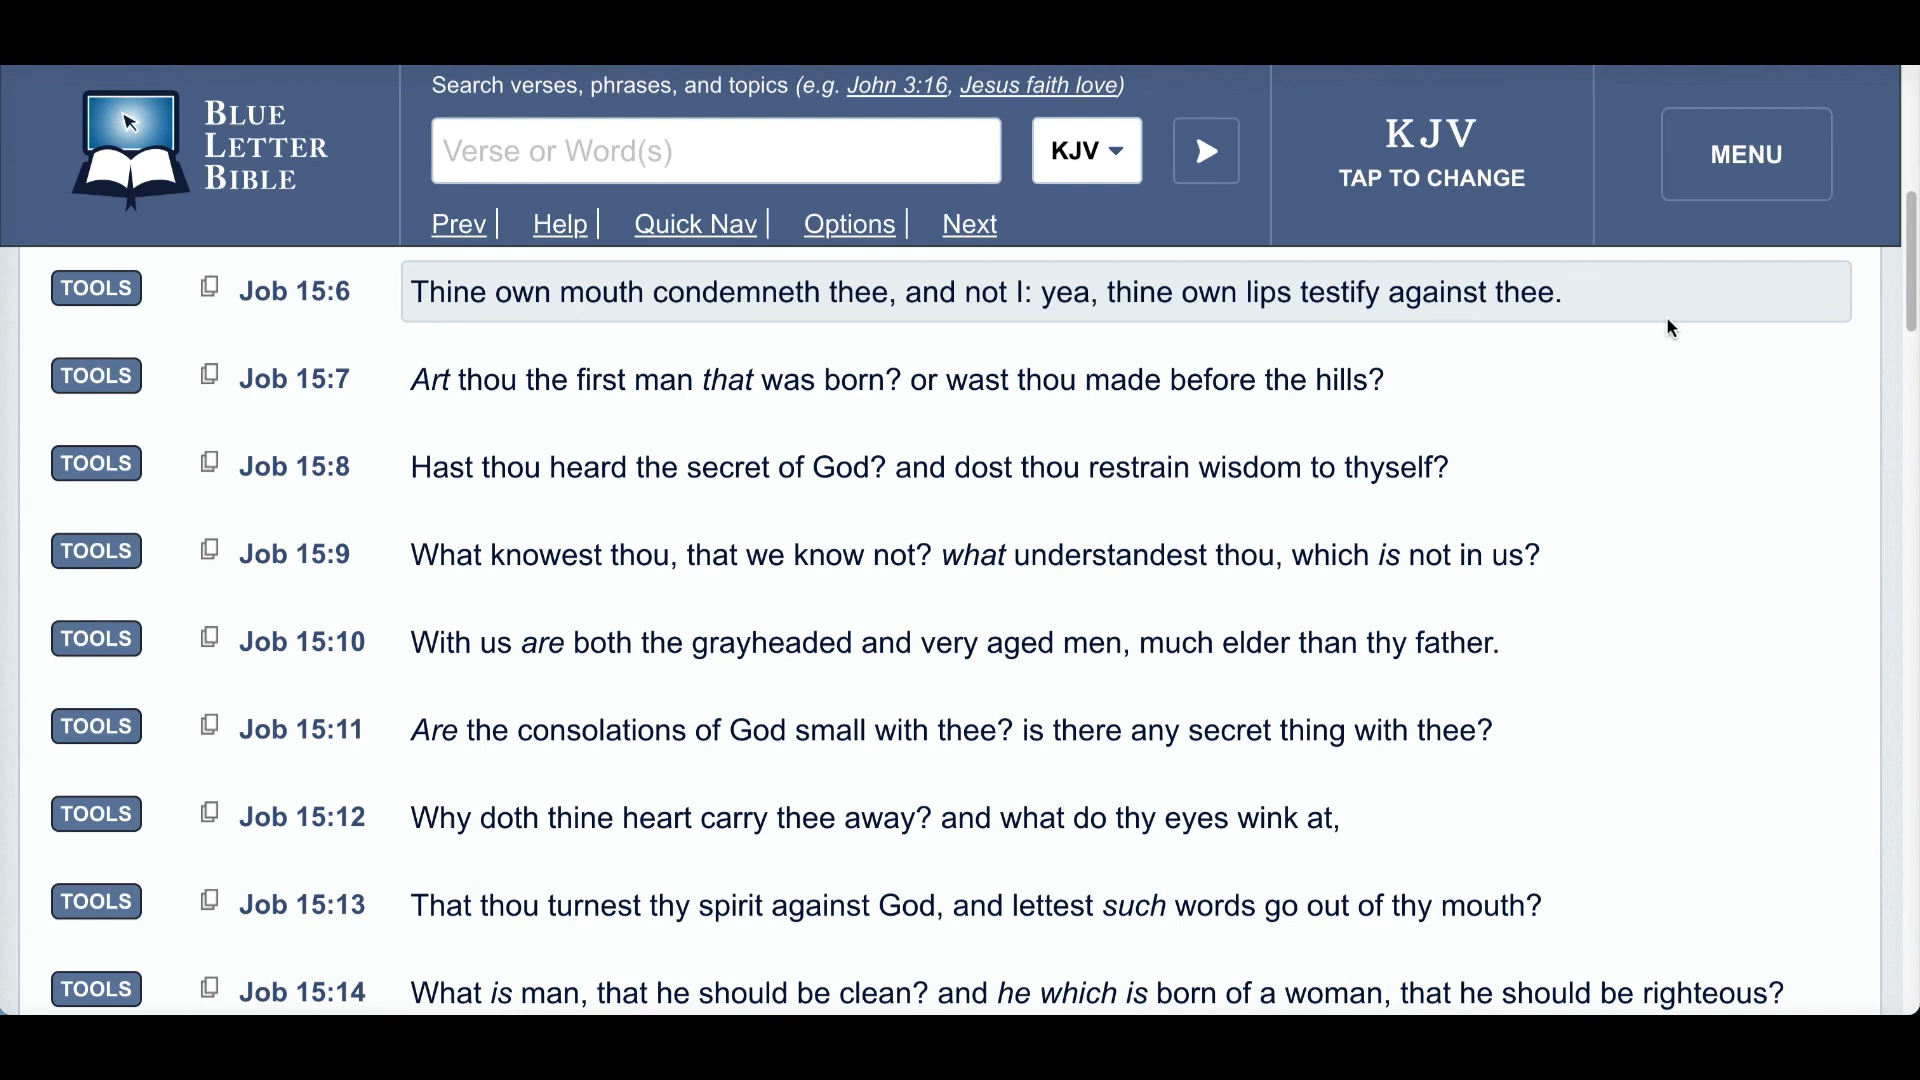 BLUE
LETTER
BIBLE
Search verses, phrases, and topics (e.g. John 3:16, Jesus faith love)
Verse or Word(s)
KJV
KJV
TAP TO CHANGE
MENU
Prev | Help | Quick Nav | Options | Next
TOOLS Job 15:6 Thine own mouth condemneth thee, and not I: yea, thine own lips testify against thee.
TOOLS Job 15:7 Art thou the first man that was born? or wast thou made before the hills?
TOOLS Job 15:8 Hast thou heard the secret of God? and dost thou restrain wisdom to thyself?
TOOLS Job 15:9 What knowest thou, that we know not? what understandest thou, which is not in us?
TOOLS Job 15:10 With us are both the grayheaded and very aged men, much elder than thy father.
TOOLS Job 15:11 Are the consolations of God small with thee? is there any secret thing with thee?
TOOLS Job 15:12 Why doth thine heart carry thee away? and what do thy eyes wink at,
TOOLS Job 15:13 That thou turnest thy spirit against God, and lettest such words go out of thy mouth?
TOOLS Job 15:14 What is man, that he should be clean? and he which is born of a woman, that he should be righteous?